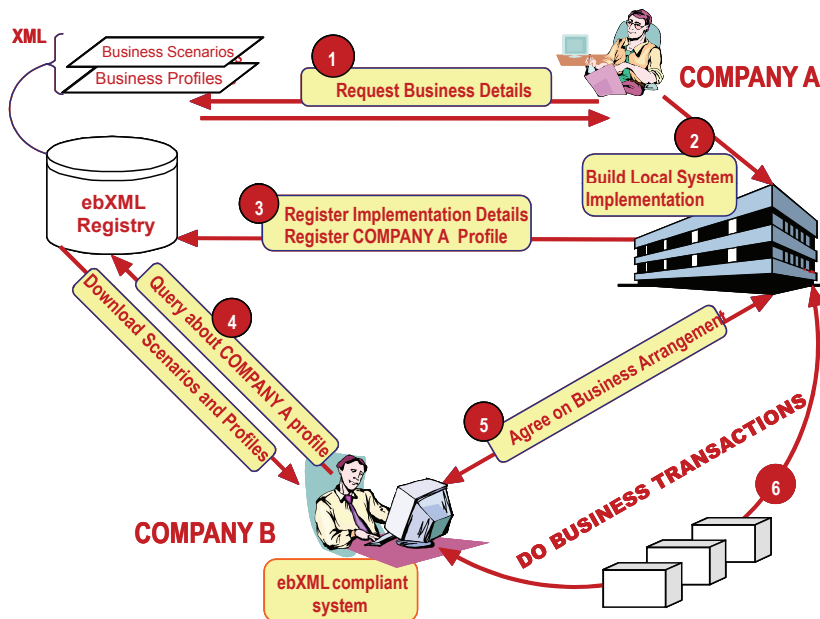 XML
Business Scenarios
Business Profiles
1
Request Business Details
COMPANY A
2
Build Local System
Implementation
ebXML
Registry
3
Register Implementation Details
Register COMPANY A Profile
4
Query about COMPANY A profile
Download Scenarios and Profiles
5
Agree on Business Arrangement
DO BUSINESS TRANSACTIONS
6
COMPANY B
ebXML compliant
system